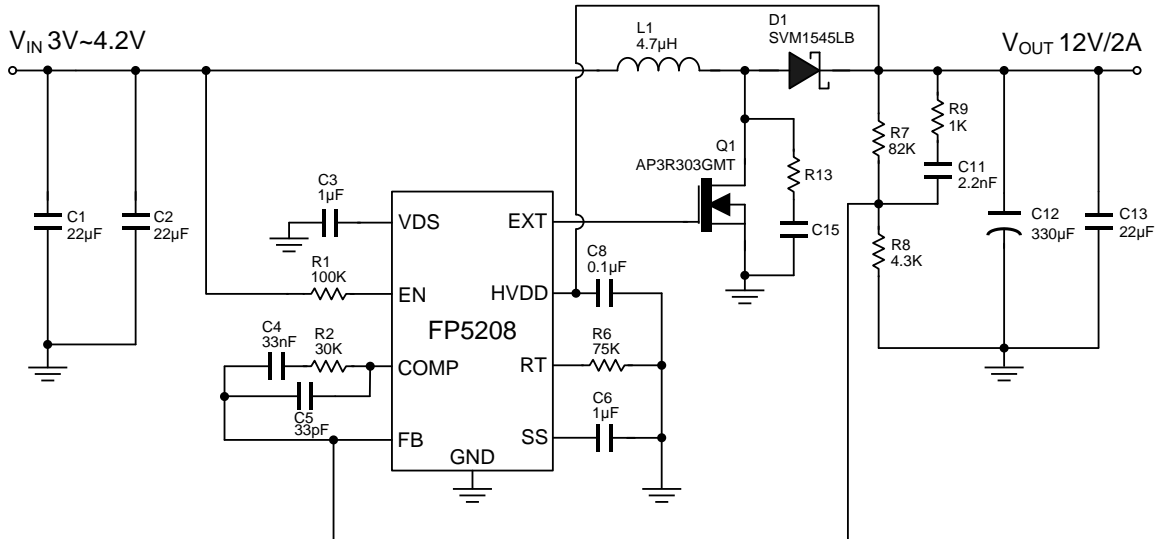 V_IN 3V~4.2V
L1
4.7µH
D1
SVM1545LB
V_OUT 12V/2A
C1
22µF
C2
22µF
C3
1µF
R1
100K
C4
33nF
R2
30K
C5
33pF
VDS
EN
COMP
FB
GND
FP5208
EXT
HVDD
RT
SS
Q1
AP3R303GMT
R13
C15
C8
0.1µF
R6
75K
C6
1µF
R7
82K
R9
1K
C11
2.2nF
R8
4.3K
C12
330µF
C13
22µF